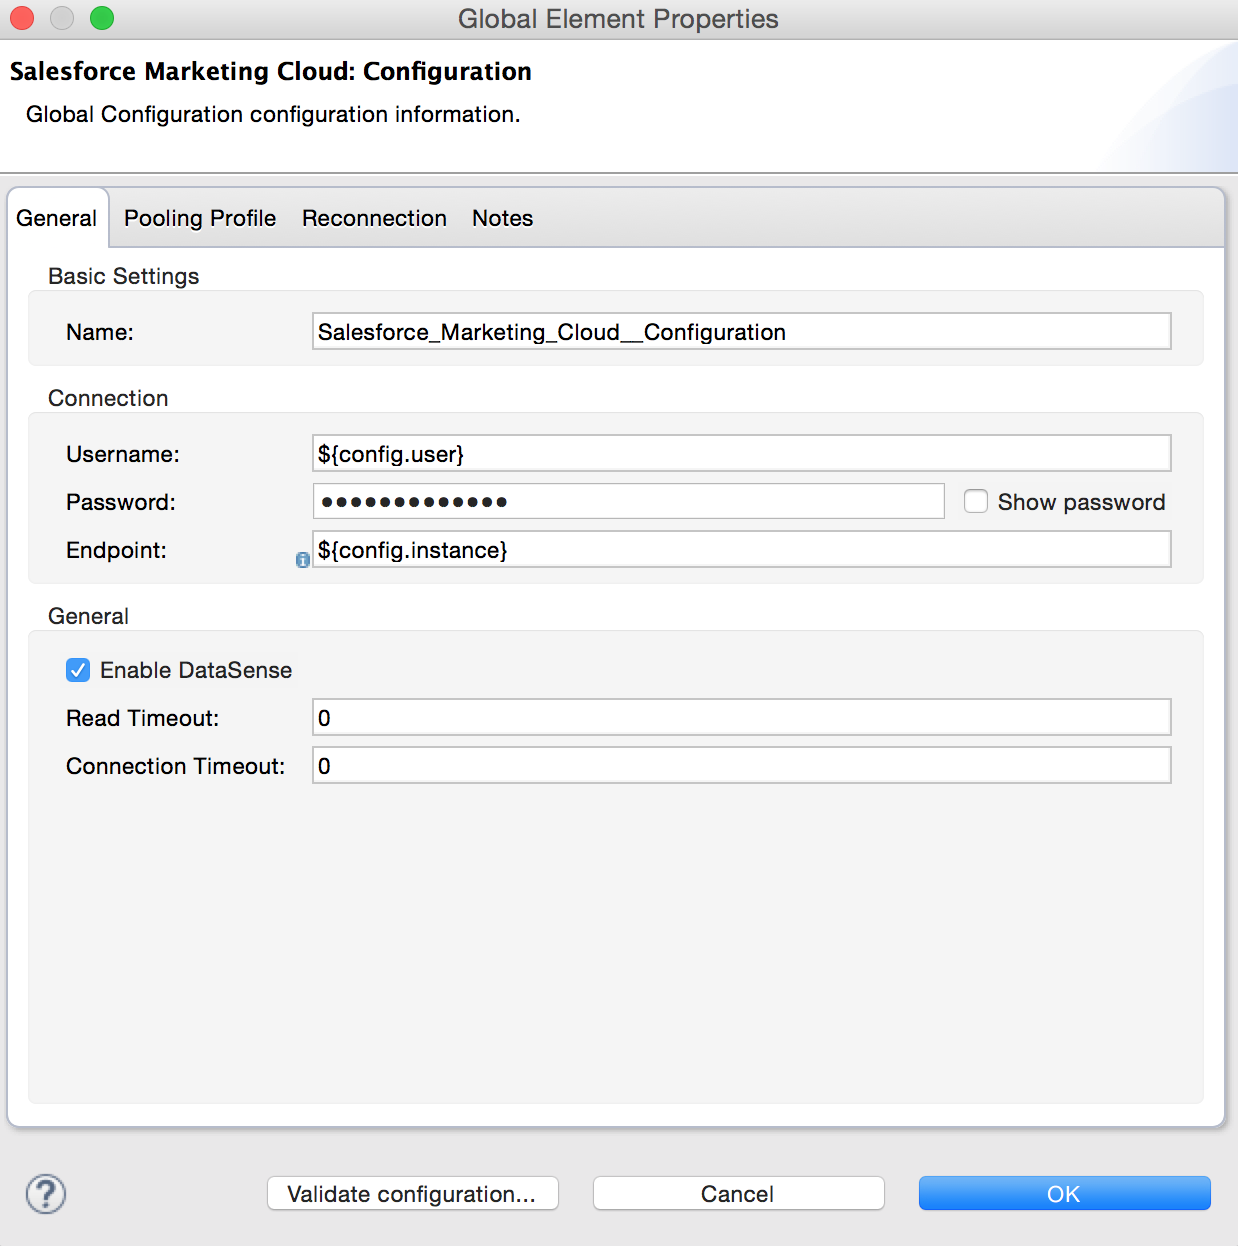 Global Element Properties
Salesforce Marketing Cloud: Configuration
Global Configuration configuration information.
General Pooling Profile Reconnection Notes
Basic Settings
Name: Salesforce_Marketing_Cloud__Configuration
Connection
Username: ${config.user}
Password: ●●●●●●●●●●●●● Show password
Endpoint: ${config.instance}
General
Enable DataSense
Read Timeout: 0
Connection Timeout: 0
? Validate configuration... Cancel OK